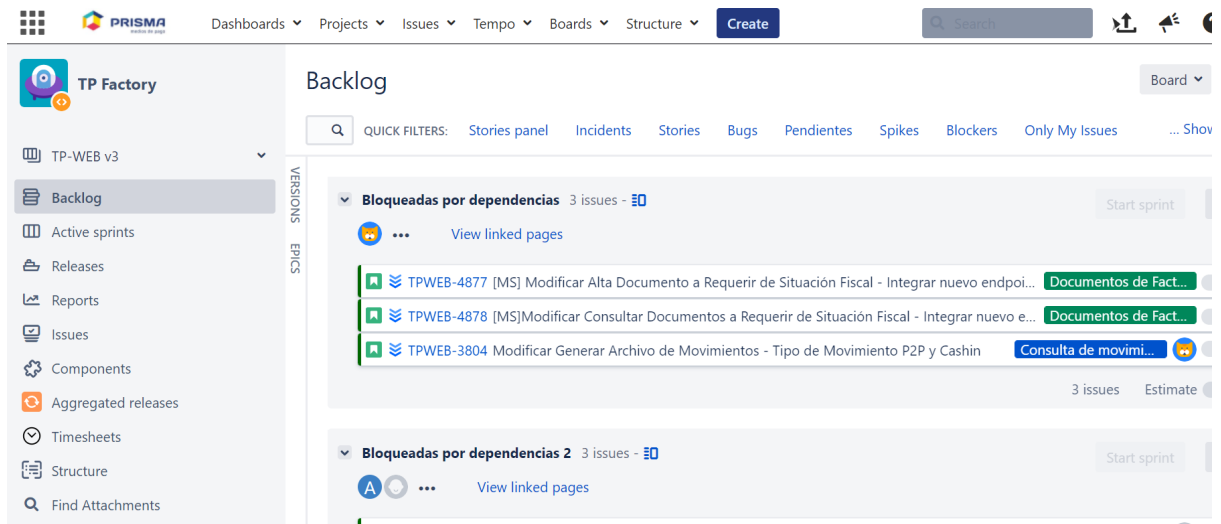 PRISMA
medios de pago
Dashboards Projects Issues Tempo Boards Structure Create Search
TP Factory
TP-WEB v3
Backlog
Active sprints
Releases
Reports
Issues
Components
Aggregated releases
Timesheets
Structure
Find Attachments
Backlog
Board
QUICK FILTERS: Stories panel Incidents Stories Bugs Pendientes Spikes Blockers Only My Issues ... Show
VERSIONS
EPICS
Bloqueadas por dependencias 3 issues -
Start sprint
... View linked pages
TPWEB-4877 [MS] Modificar Alta Documento a Requerir de Situación Fiscal - Integrar nuevo endpoi... Documentos de Fact...
TPWEB-4878 [MS]Modificar Consultar Documentos a Requerir de Situación Fiscal - Integrar nuevo e... Documentos de Fact...
TPWEB-3804 Modificar Generar Archivo de Movimientos - Tipo de Movimiento P2P y Cashin Consulta de movimi...
3 issues Estimate
Bloqueadas por dependencias 2 3 issues -
Start sprint
A ... View linked pages